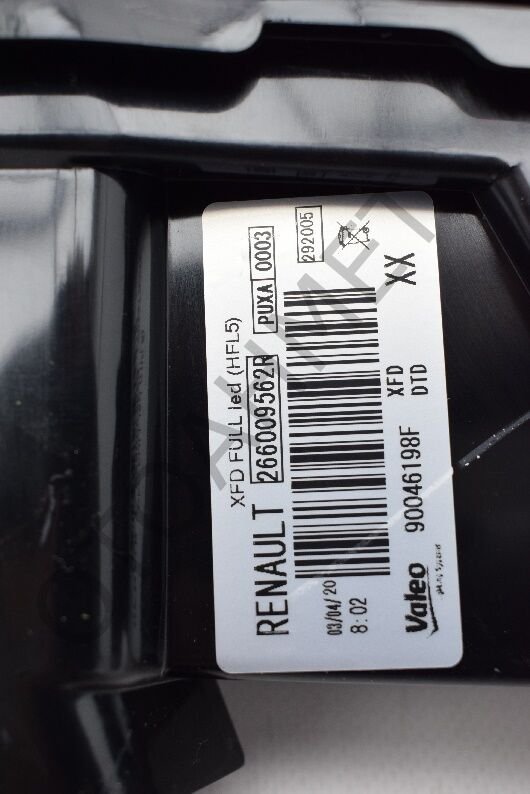 XFD FULL led (HFL5)
RENAULT 266009562R PUXA 0003
292005
03/04/20
8:02
XFD
DTD
XX
Valeo 90046198F